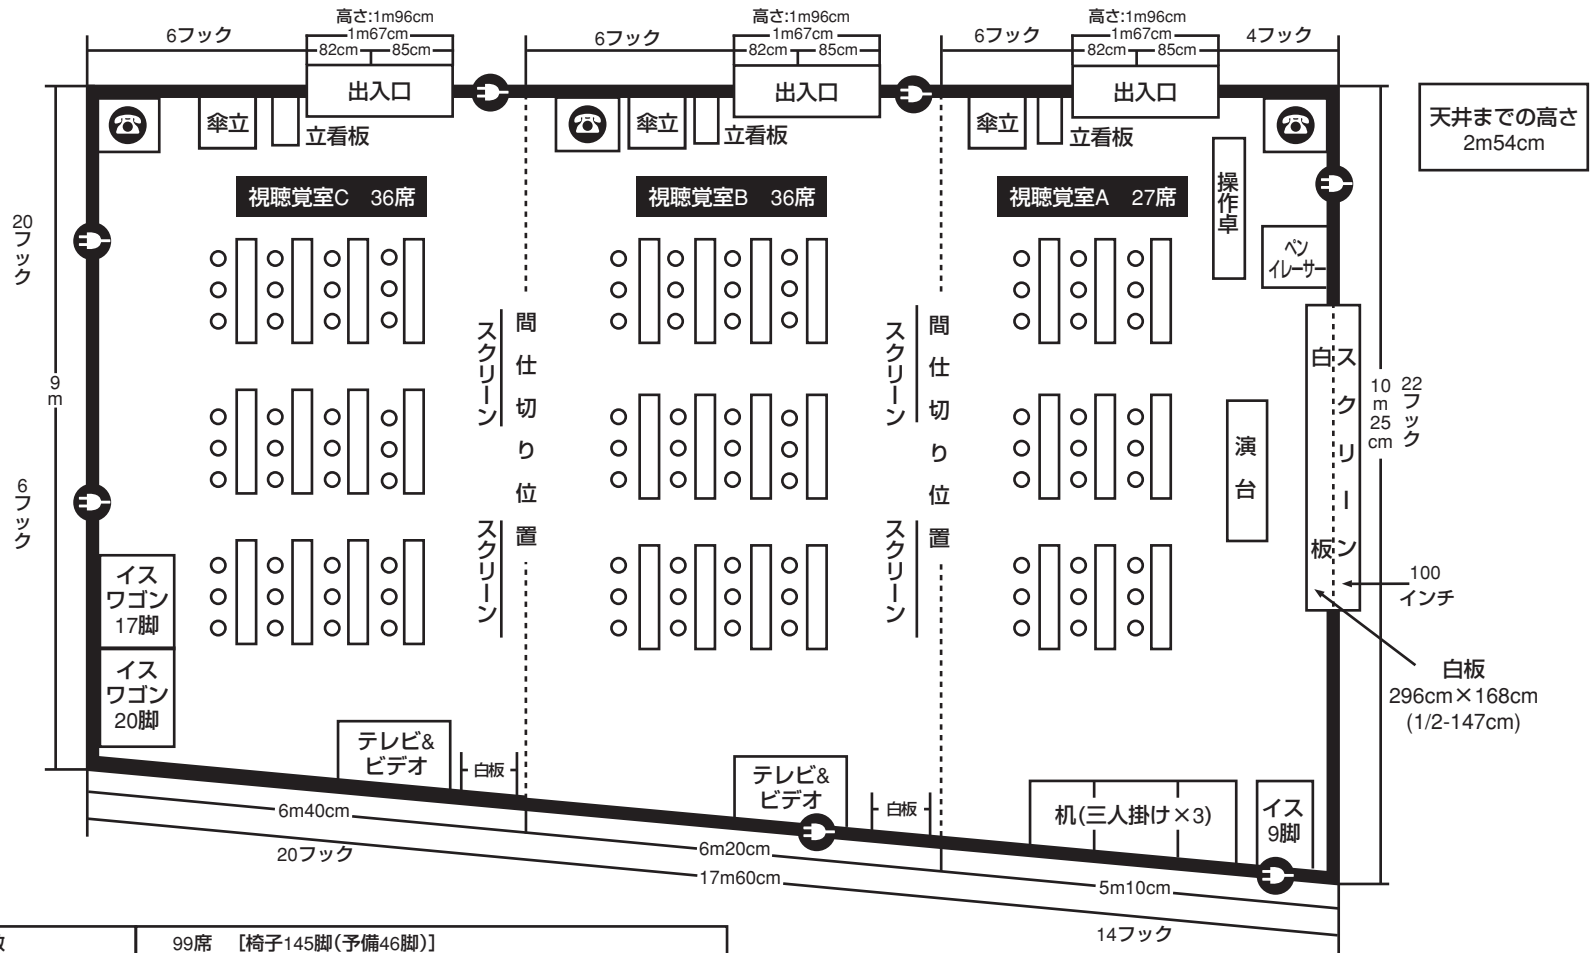 高さ:1m96cm
高さ:1m96cm
高さ:1m96cm
6フック
1m67cm
6フック
1m67cm
6フック
1m67cm
4フック
82cm
85cm
82cm
85cm
82cm
85cm
出入口
出入口
出入口
傘立
立看板
傘立
立看板
傘立
立看板
天井までの高さ
2m54cm
視聴覚室C 36席
視聴覚室B 36席
視聴覚室A 27席
操作卓
ペン
イレーサー
20フック
9m
6フック
スクリーン
スクリーン
間仕切り位置
スクリーン
スクリーン
間仕切り位置
演台
白板
スクリーン
10m25cm
22フック
100
インチ
白板
296cm×168cm
(1/2-147cm)
イス
ワゴン
17脚
イス
ワゴン
20脚
テレビ&
ビデオ
白板
テレビ&
ビデオ
白板
机(三人掛け×3)
イス
9脚
6m40cm
6m20cm
5m10cm
20フック
17m60cm
14フック
99席 [椅子145脚(予備46脚)]